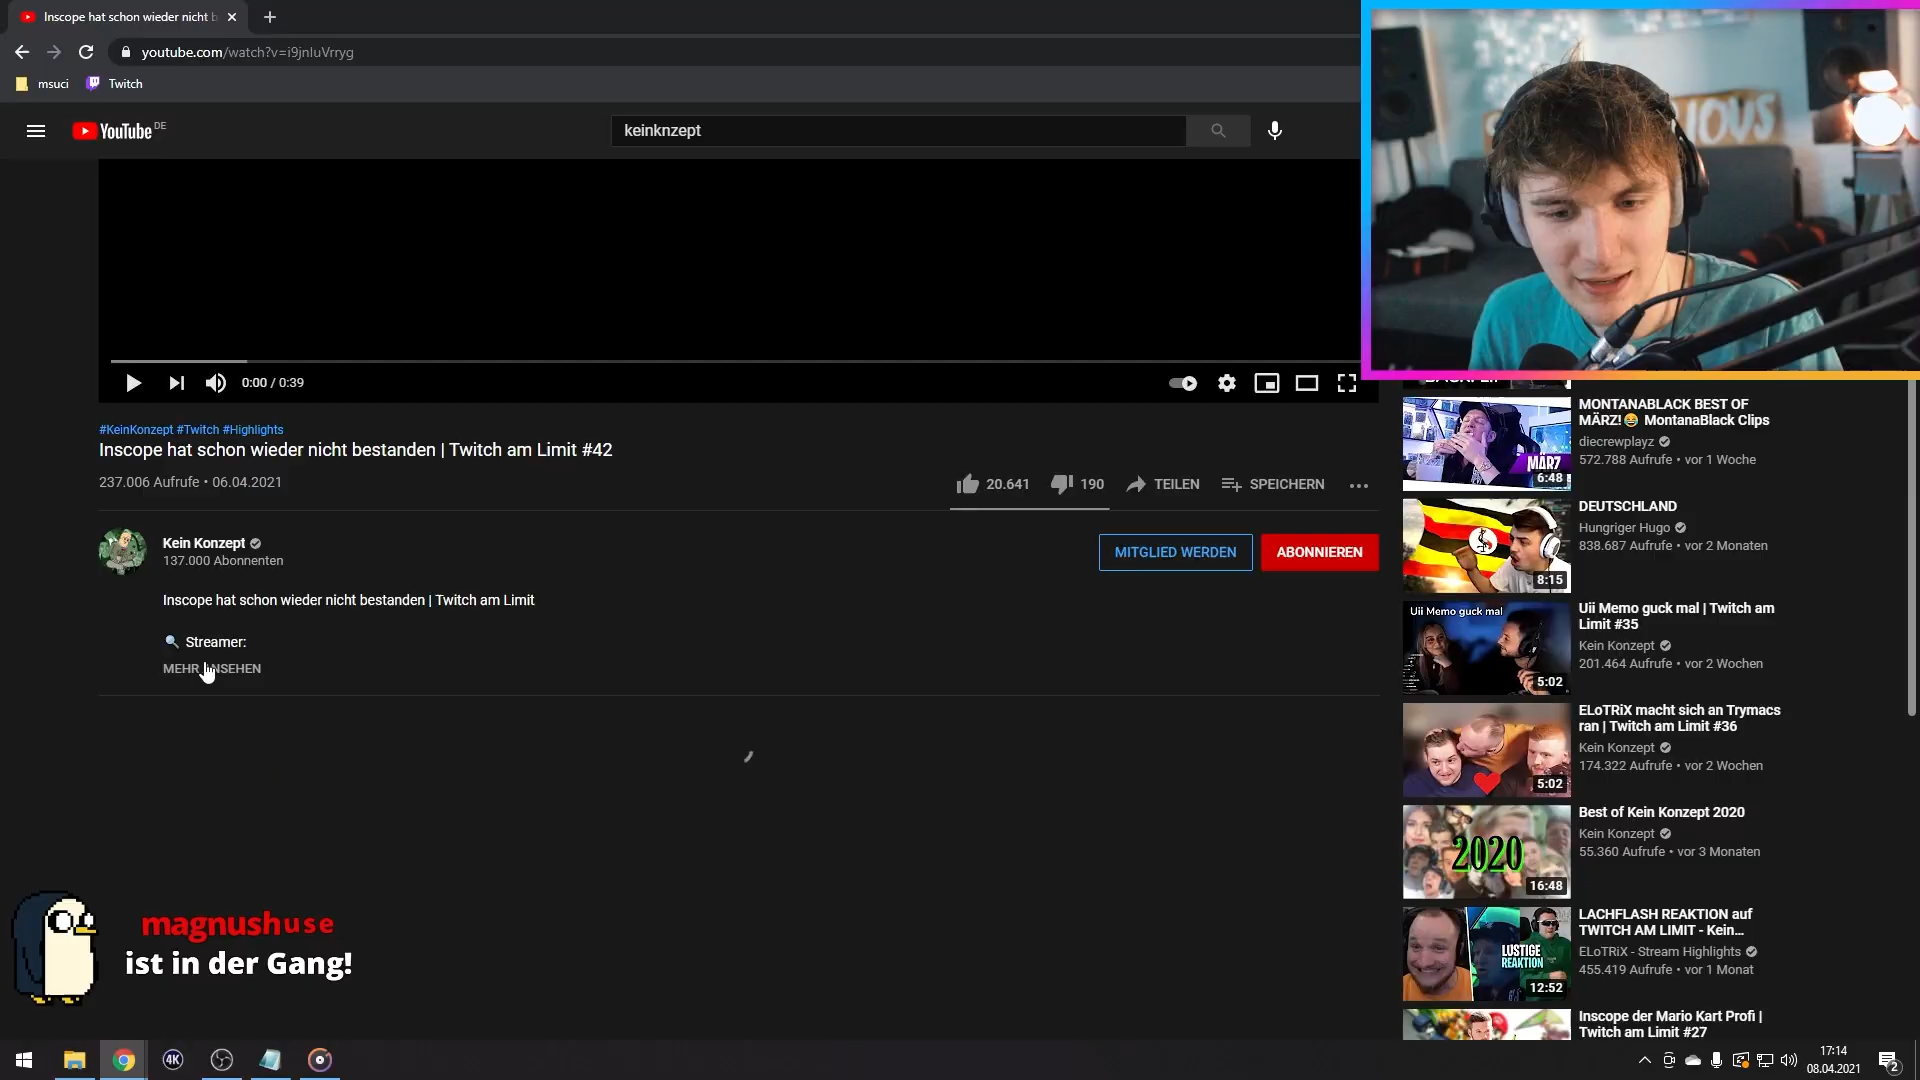 Inscope hat schon wieder nicht b
youtube.com/watch?v=i9jnIuVrryg
msuci
Twitch
YouTube DE
keinknzept
0:00 / 0:39
#KeinKonzept #Twitch #Highlights
Inscope hat schon wieder nicht bestanden | Twitch am Limit #42
237.006 Aufrufe • 06.04.2021
20.641
190
TEILEN
SPEICHERN
Kein Konzept
137.000 Abonnenten
MITGLIED WERDEN
ABONNIEREN
Inscope hat schon wieder nicht bestanden | Twitch am Limit
Streamer:
MEHR ANSEHEN
MÄRZ
6:48
MONTANABLACK BEST OF
MÄRZ!😂 MontanaBlack Clips
diecrewplayz
572.788 Aufrufe • vor 1 Woche
8:15
DEUTSCHLAND
Hungriger Hugo
838.687 Aufrufe • vor 2 Monaten
Uii Memo guck mal
5:02
Uii Memo guck mal | Twitch am
Limit #35
Kein Konzept
201.464 Aufrufe • vor 2 Wochen
5:02
ELoTRiX macht sich an Trymacs
ran | Twitch am Limit #36
Kein Konzept
174.322 Aufrufe • vor 2 Wochen
2020
16:48
Best of Kein Konzept 2020
Kein Konzept
55.360 Aufrufe • vor 3 Monaten
LUSTIGE
REAKTION
12:52
LACHFLASH REAKTION auf
TWITCH AM LIMIT - Kein...
ELoTRiX - Stream Highlights
455.419 Aufrufe • vor 1 Monat
Inscope der Mario Kart Profi |
Twitch am Limit #27
magnushuse
ist in der Gang!
4K
17:14
08.04.2021
2